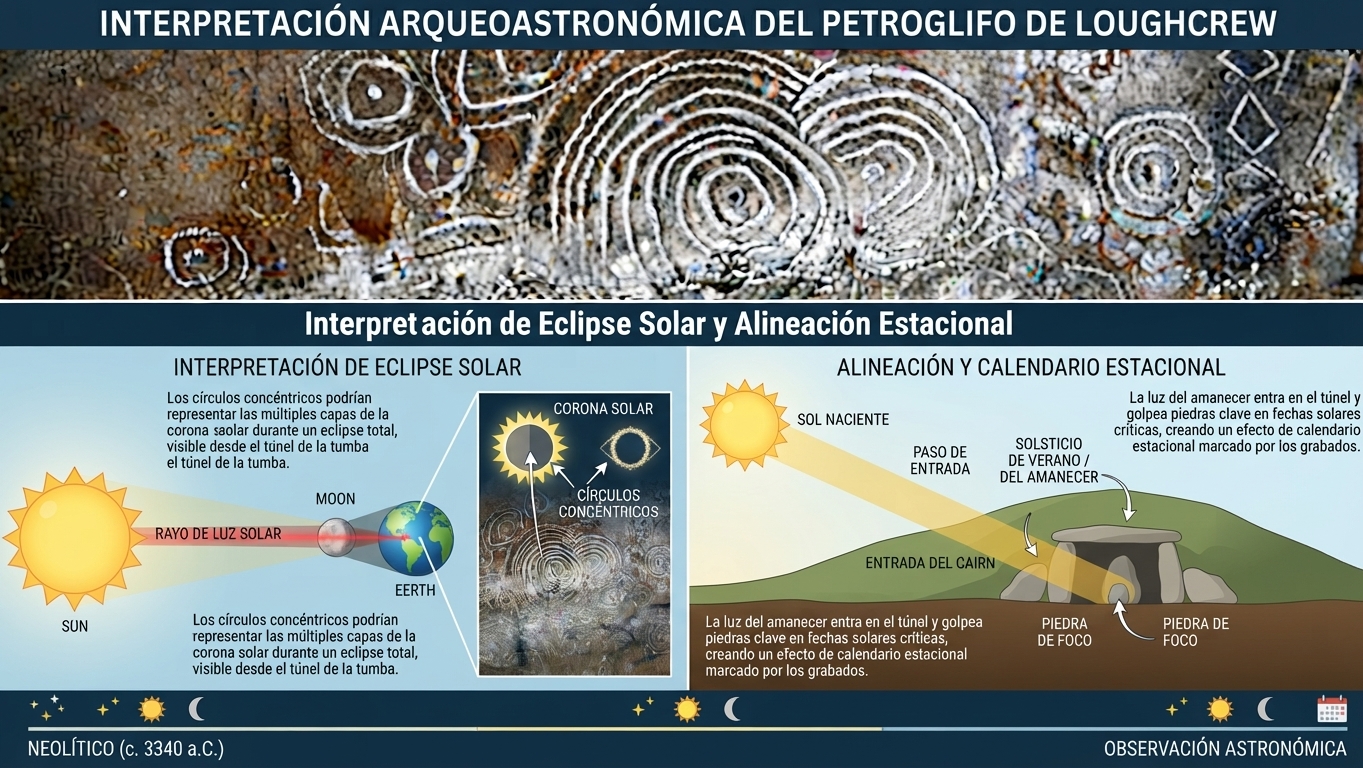 INTERPRETACIÓN ARQUEOASTRONÓMICA DEL PETROGLIFO DE LOUGHCREW
Interpretación de Eclipse Solar y Alineación Estacional
INTERPRETACIÓN DE ECLIPSE SOLAR
Los círculos concéntricos podrían
representar las múltiples capas de la
corona saolar durante un eclipse total,
visible desde el túnel de la tumba
el túnel de la tumba.
MOON
RAYO DE LUZ SOLAR
EERTH
SUN
Los círculos concéntricos podrían
representar las múltiples capas de la
corona solar durante un eclipse total,
visible desde el túnel de la tumba.
CORONA SOLAR
CÍRCULOS
CONCÉNTRICOS
ALINEACIÓN Y CALENDARIO ESTACIONAL
La luz del amanecer entra en el túnel y
golpea piedras clave en fechas solares
críticas, creando un efecto de calendario
estacional marcado por los grabados.
SOL NACIENTE
PASO DE
ENTRADA
SOLSTICIO
DE VERANO /
DEL AMANECER
ENTRADA DEL CAIRN
La luz del amanecer entra en el túnel y golpea
piedras clave en fechas solares críticas,
creando un efecto de calendario estacional
marcado por los grabados.
PIEDRA
DE FOCO
PIEDRA DE
FOCO
NEOLÍTICO (c. 3340 a.C.)
OBSERVACIÓN ASTRONÓMICA